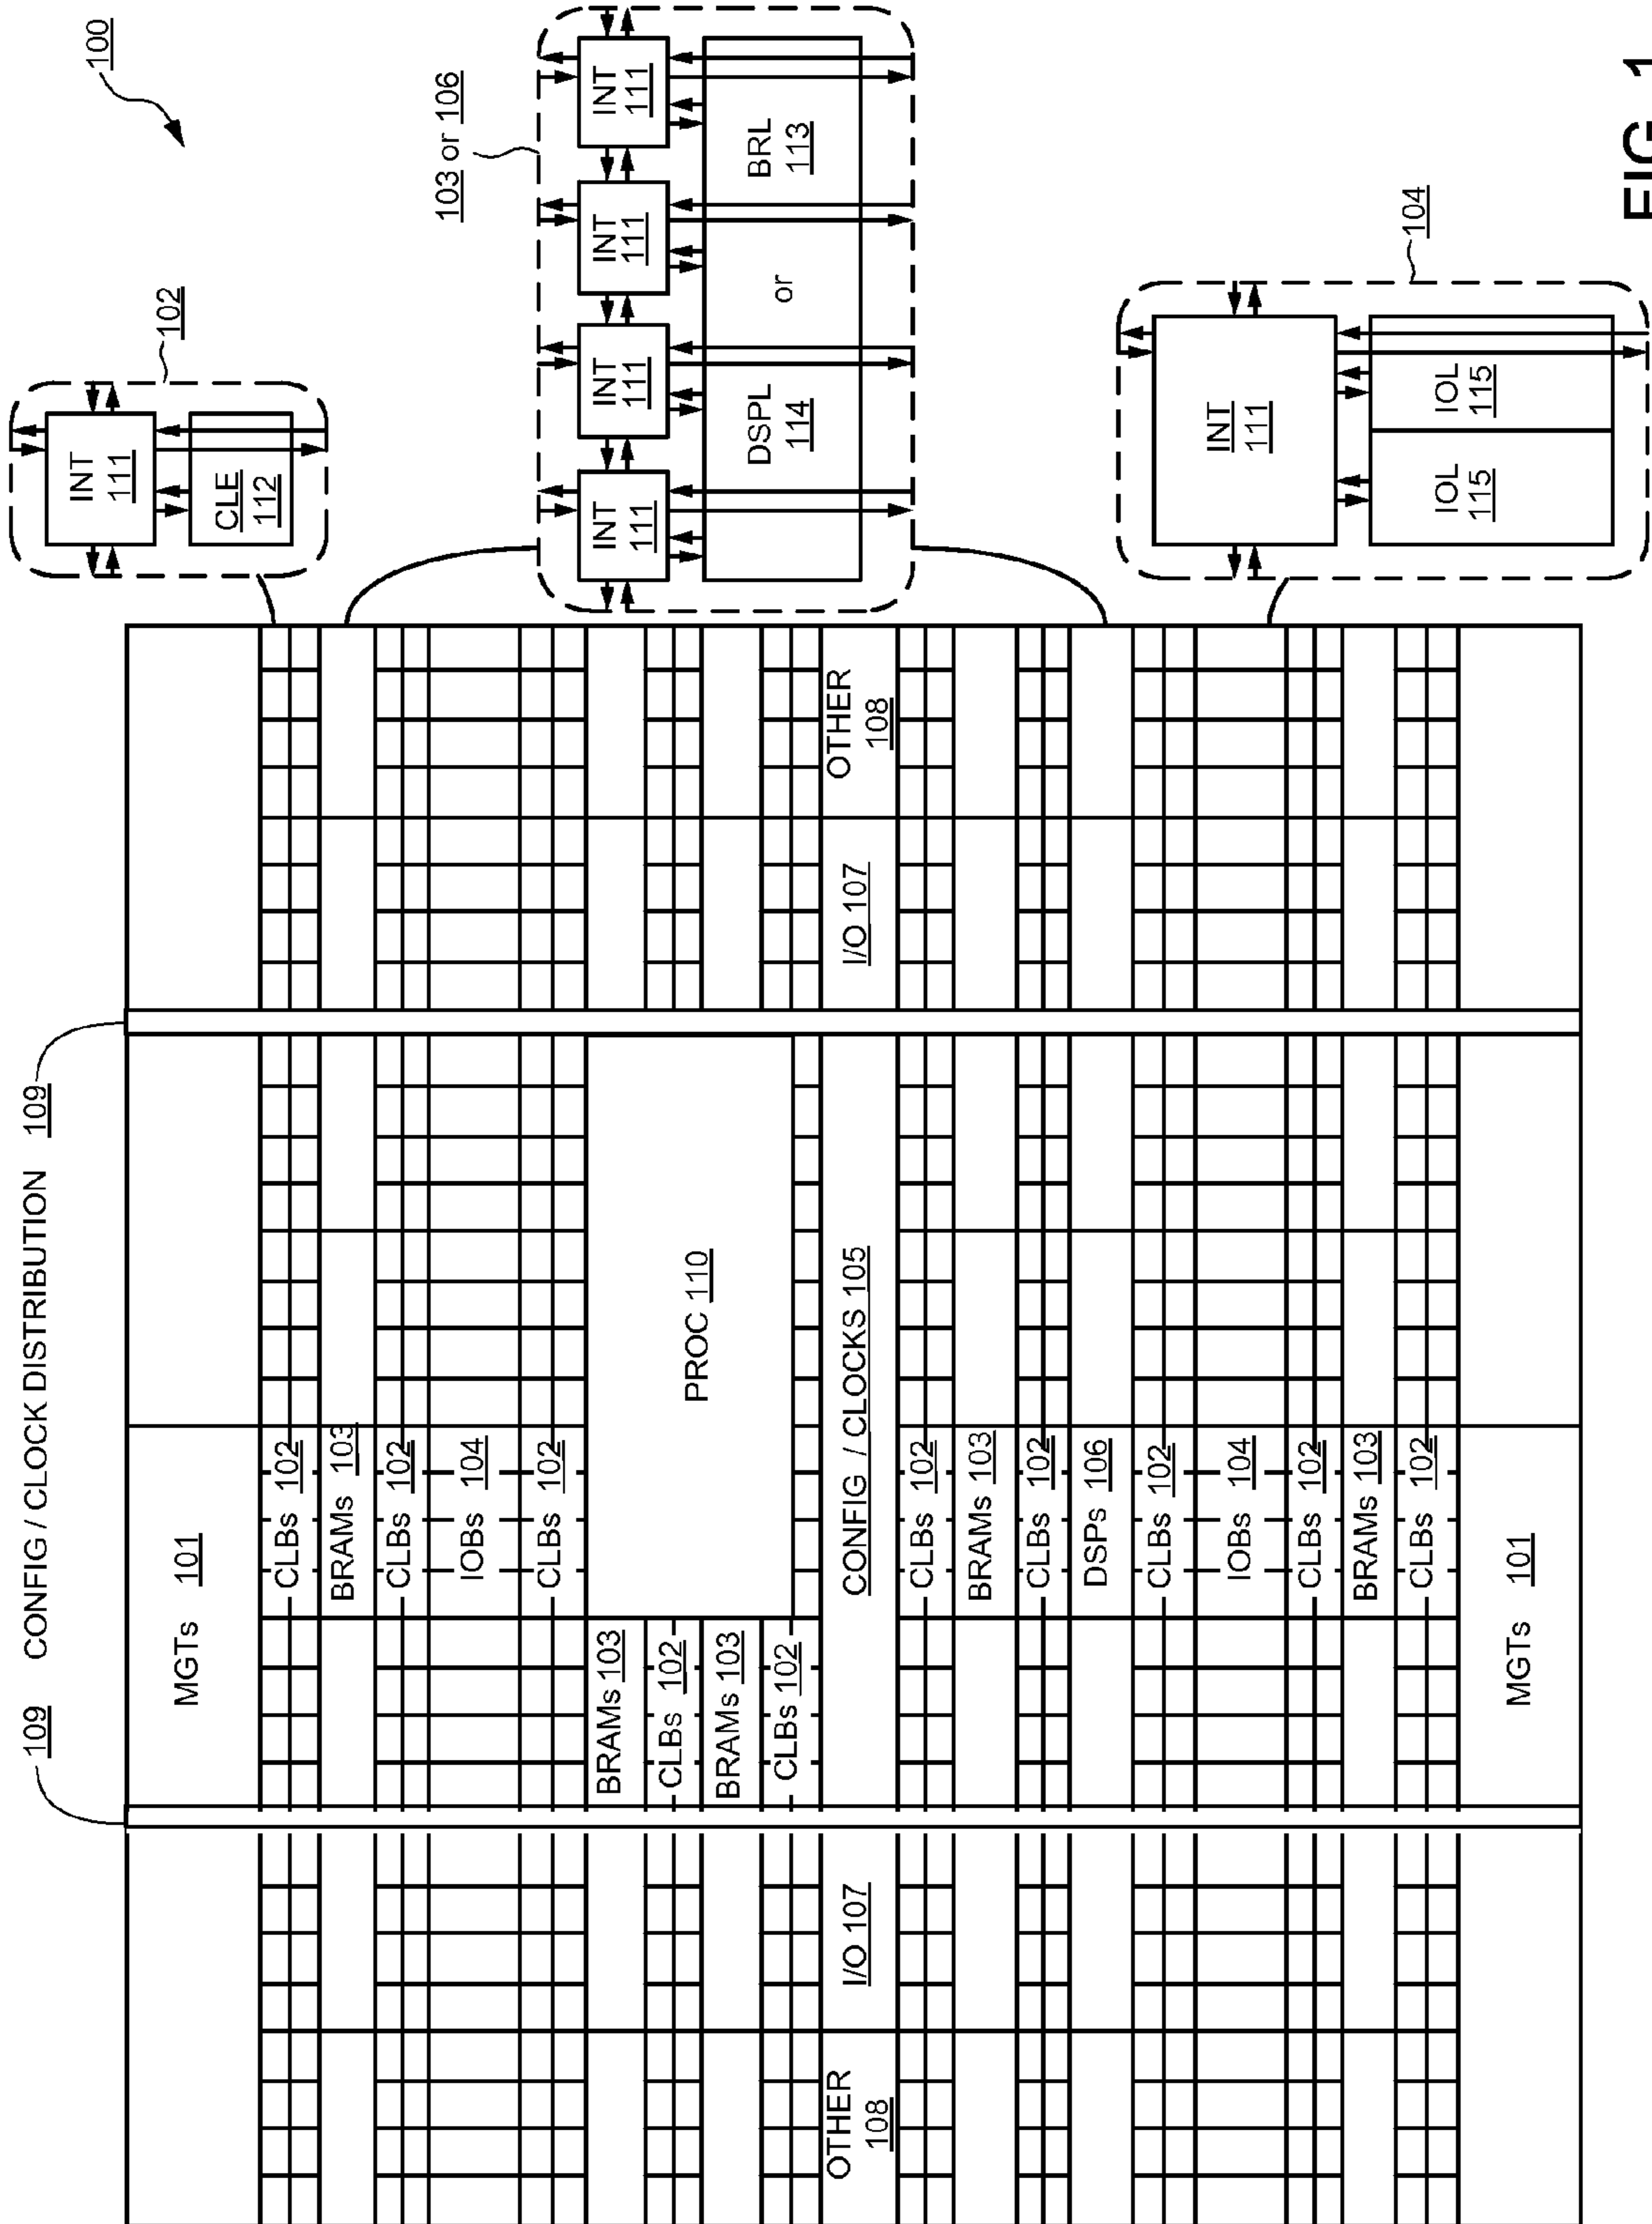 100
CONFIG / CLOCK DISTRIBUTION 109
109
MGTs 101
CLBs 102
BRAMs 103
CLBs 102
IOBs 104
CLBs 102
BRAMs 103
CLBs 102
BRAMs 103
CLBs 102
PROC 110
OTHER
108
I/O 107
CONFIG / CLOCKS 105
I/O 107
OTHER
108
CLBs 102
BRAMs 103
CLBs 102
DSPs 106
CLBs 102
IOBs 104
CLBs 102
BRAMs 103
CLBs 102
MGTs 101
102
INT
111
CLE
112
103 or 106
INT
111
INT
111
INT
111
INT
111
DSPL
114
or
BRL
113
104
INT
111
IOL
115
IOL
115
FIG. 1